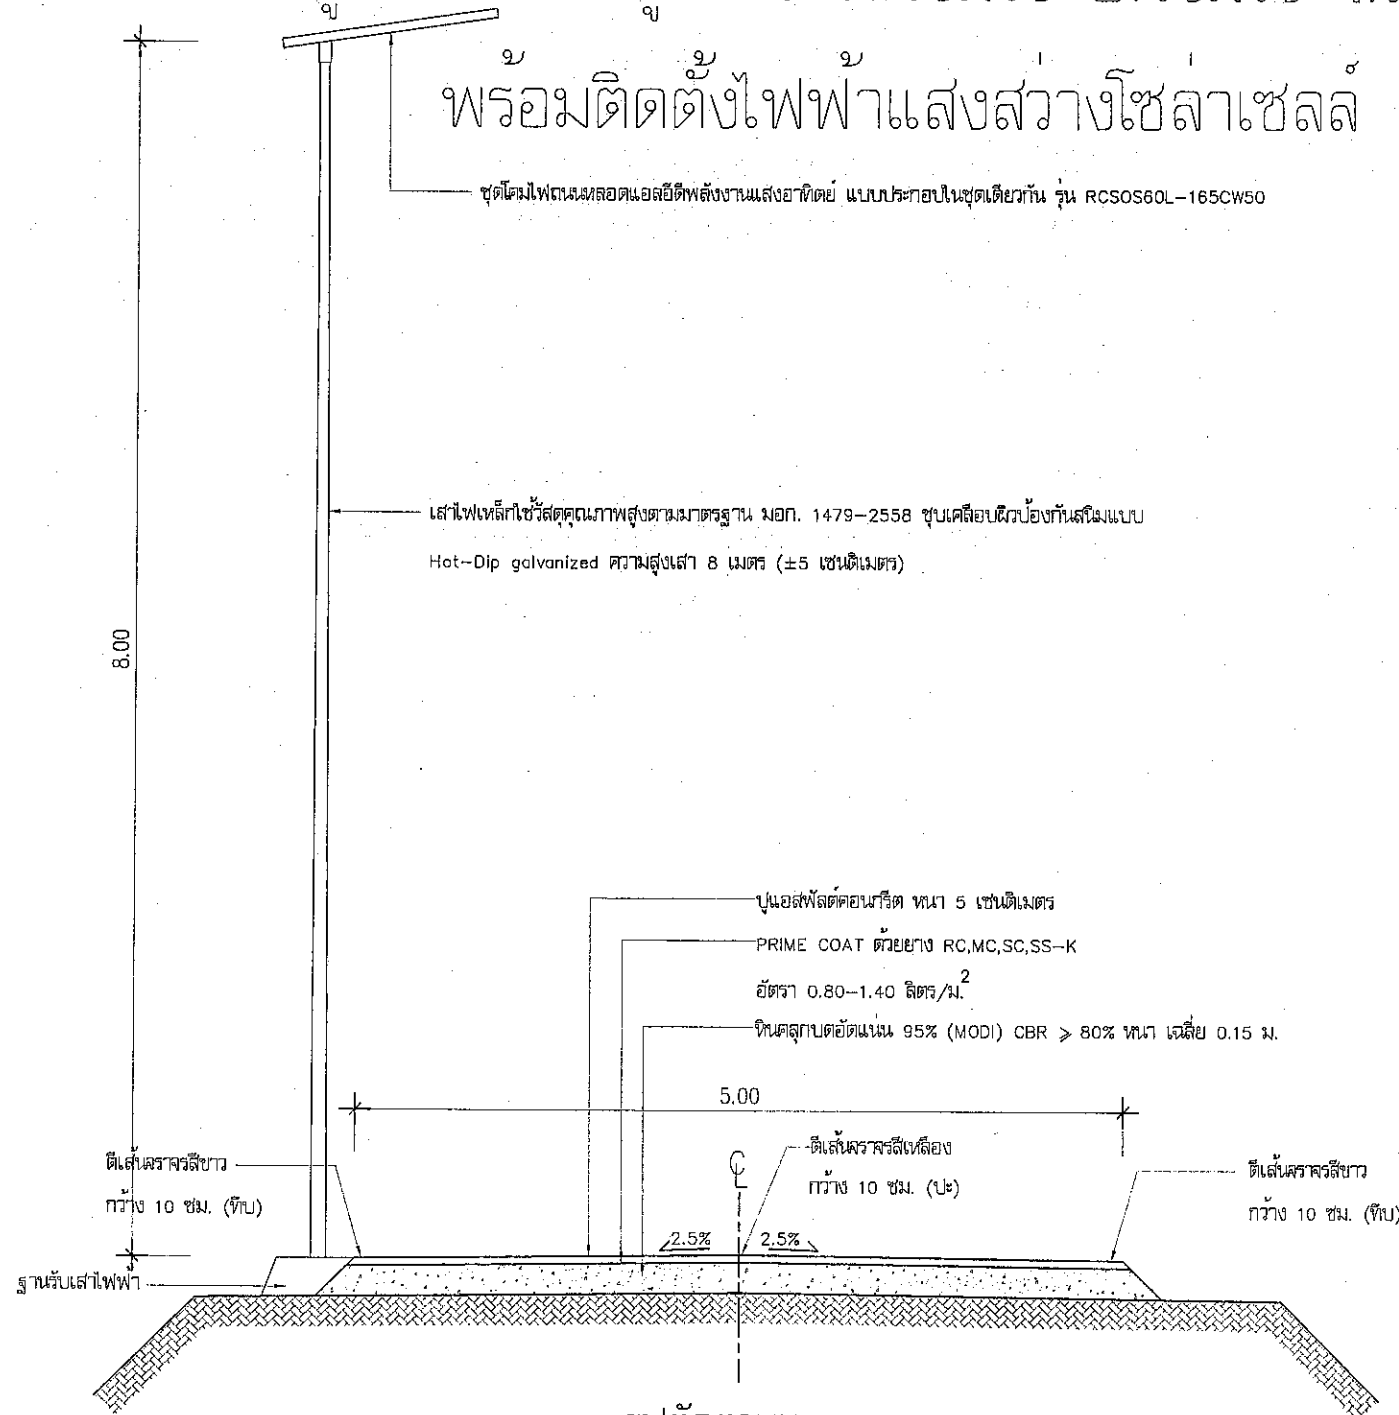 พร้อมติดตั้งไฟฟ้าแสงสว่างโซล่าเซลล์
ชุดโคมไฟถนนหลอดแอลอีดีพลังงานแสงอาทิตย์ แบบประกอบในชุดเดียวกัน รุ่น RCSOS60L-165CW50
เสาไฟเหล็กใช้วัสดุคุณภาพสูงตามมาตรฐาน มอก. 1479-2558 ชุบเคลือบผิวป้องกันสนิมแบบ
Hot-Dip galvanized ความสูงเสา 8 เมตร (±5 เซนติเมตร)
8.00
ปูแอสฟัลต์คอนกรีต หนา 5 เซนติเมตร
PRIME COAT ด้วยยาง RC,MC,SC,SS-K
อัตรา 0.80-1.40 ลิตร/ม.²
หินคลุกบดอัดแน่น 95% (MODI) CBR ⩾ 80% หนา เฉลี่ย 0.15 ม.
5.00
ตีเส้นจราจรสีขาว
กว้าง 10 ซม. (ทึบ)
ตีเส้นจราจรสีเหลือง
กว้าง 10 ซม. (ปะ)
ตีเส้นจราจรสีขาว
กว้าง 10 ซม. (ทึบ)
℄
2.5% 2.5%
ฐานรับเสาไฟฟ้า